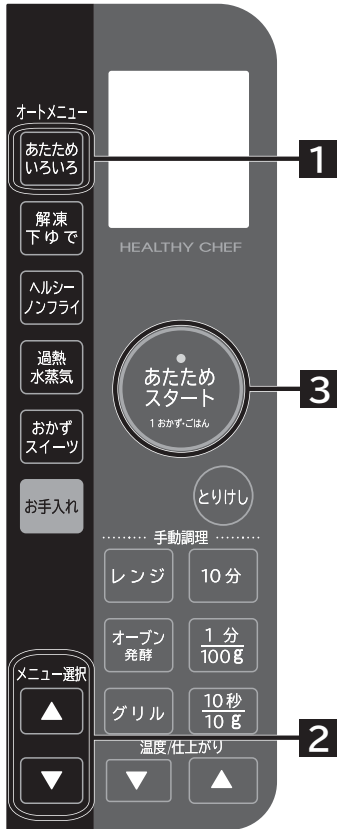 オートメニュー
あたため
いろいろ
1
解凍
下ゆで
HEALTHY CHEF
ヘルシー
ノンフライ
過熱
水蒸気
あたため
スタート
1 おかず・ごはん
3
おかず
スイーツ
お手入れ
とりけし
手動調理
レンジ
10分
オーブン
発酵
1分
100g
メニュー選択
▲
▼
グリル
10秒
10g
2
温度/仕上がり
▼
▲